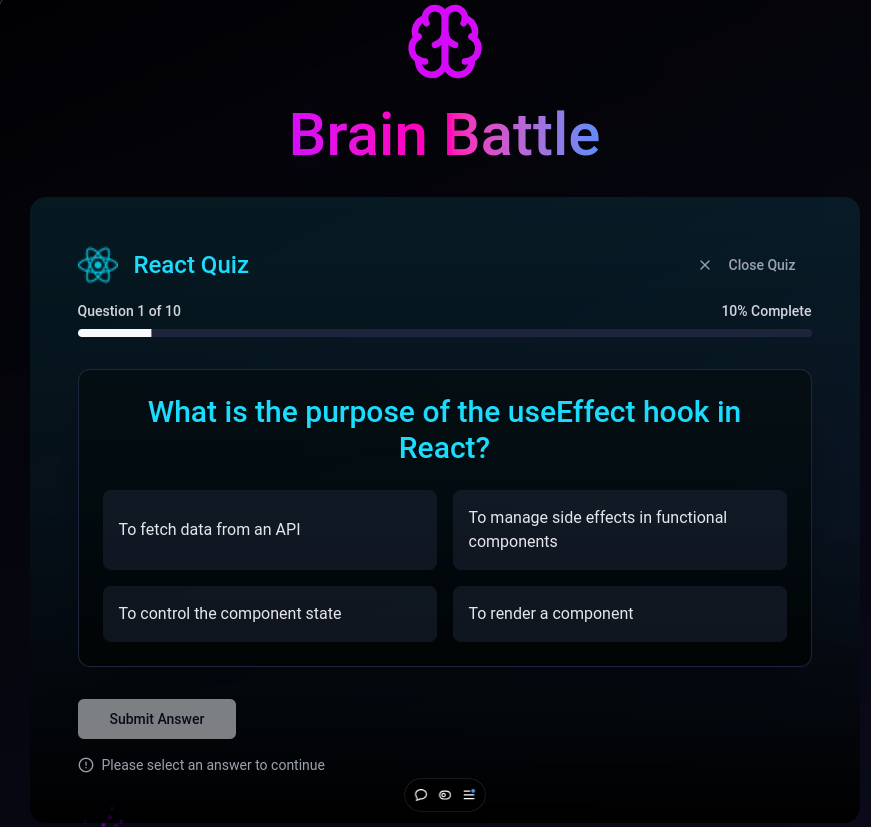 Brain Battle
React Quiz
Close Quiz
Question 1 of 10
10% Complete
What is the purpose of the useEffect hook in
React?
To fetch data from an API
To manage side effects in functional
components
To control the component state
To render a component
Submit Answer
Please select an answer to continue